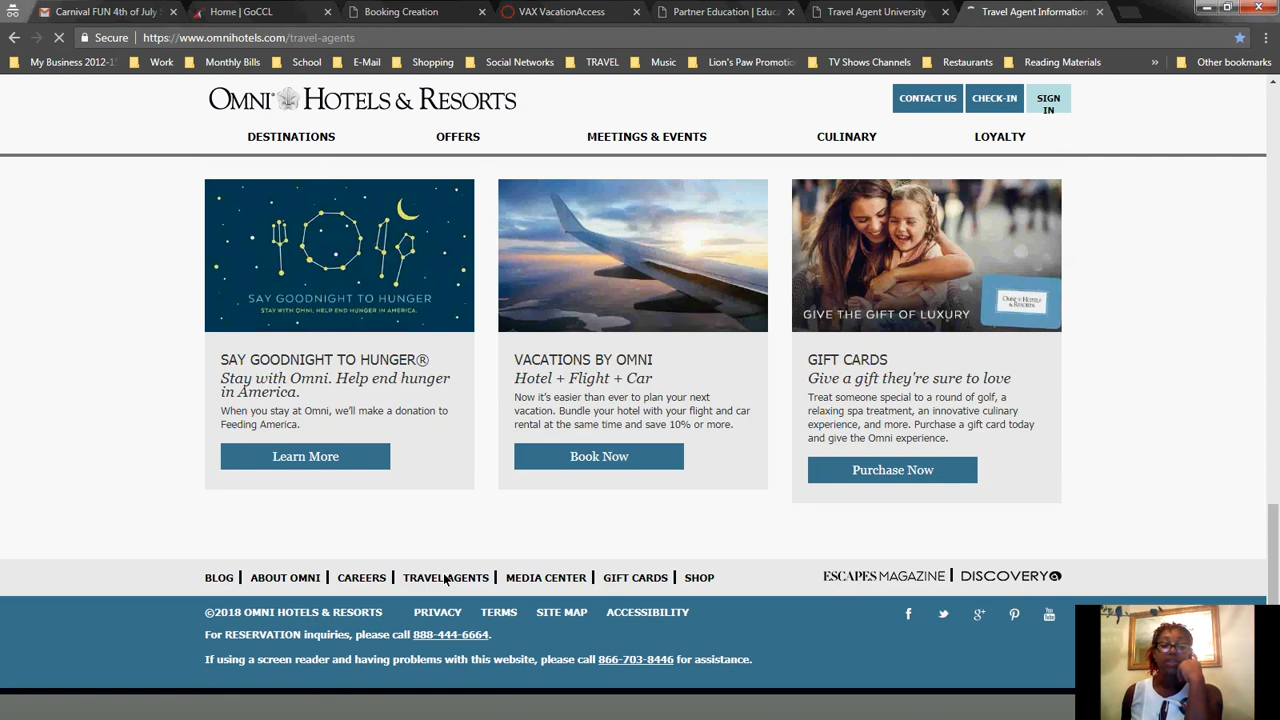 Carnival FUN 4th of July
Home | GoCCL
Booking Creation
VAX VacationAccess
Partner Education | Educ
Travel Agent University
Travel Agent Information
Secure
https://www.omnihotels.com/travel-agents
My Business 2012-1
Work
Monthly Bills
School
E-Mail
Shopping
Social Networks
TRAVEL
Music
Lion's Paw Promotio
TV Shows Channels
Restaurants
Reading Materials
»
Other bookmarks
OMNI HOTELS & RESORTS
CONTACT US
CHECK-IN
SIGN
IN
DESTINATIONS
OFFERS
MEETINGS & EVENTS
CULINARY
LOYALTY
SAY GOODNIGHT TO HUNGER
STAY WITH OMNI. HELP END HUNGER IN AMERICA.
SAY GOODNIGHT TO HUNGER®
Stay with Omni. Help end hunger
in America.
When you stay at Omni, we'll make a donation to
Feeding America.
Learn More
VACATIONS BY OMNI
Hotel + Flight + Car
Now it's easier than ever to plan your next
vacation. Bundle your hotel with your flight and car
rental at the same time and save 10% or more.
Book Now
GIVE THE GIFT OF LUXURY
OMNI HOTELS
& RESORTS
GIFT CARDS
Give a gift they're sure to love
Treat someone special to a round of golf, a
relaxing spa treatment, an innovative culinary
experience, and more. Purchase a gift card today
and give the Omni experience.
Purchase Now
BLOG | ABOUT OMNI | CAREERS | TRAVEL AGENTS | MEDIA CENTER | GIFT CARDS | SHOP
ESCAPES MAGAZINE | DISCOVERY
©2018 OMNI HOTELS & RESORTS PRIVACY TERMS SITE MAP ACCESSIBILITY
For RESERVATION inquiries, please call 888-444-6664.
If using a screen reader and having problems with this website, please call 866-703-8446 for assistance.